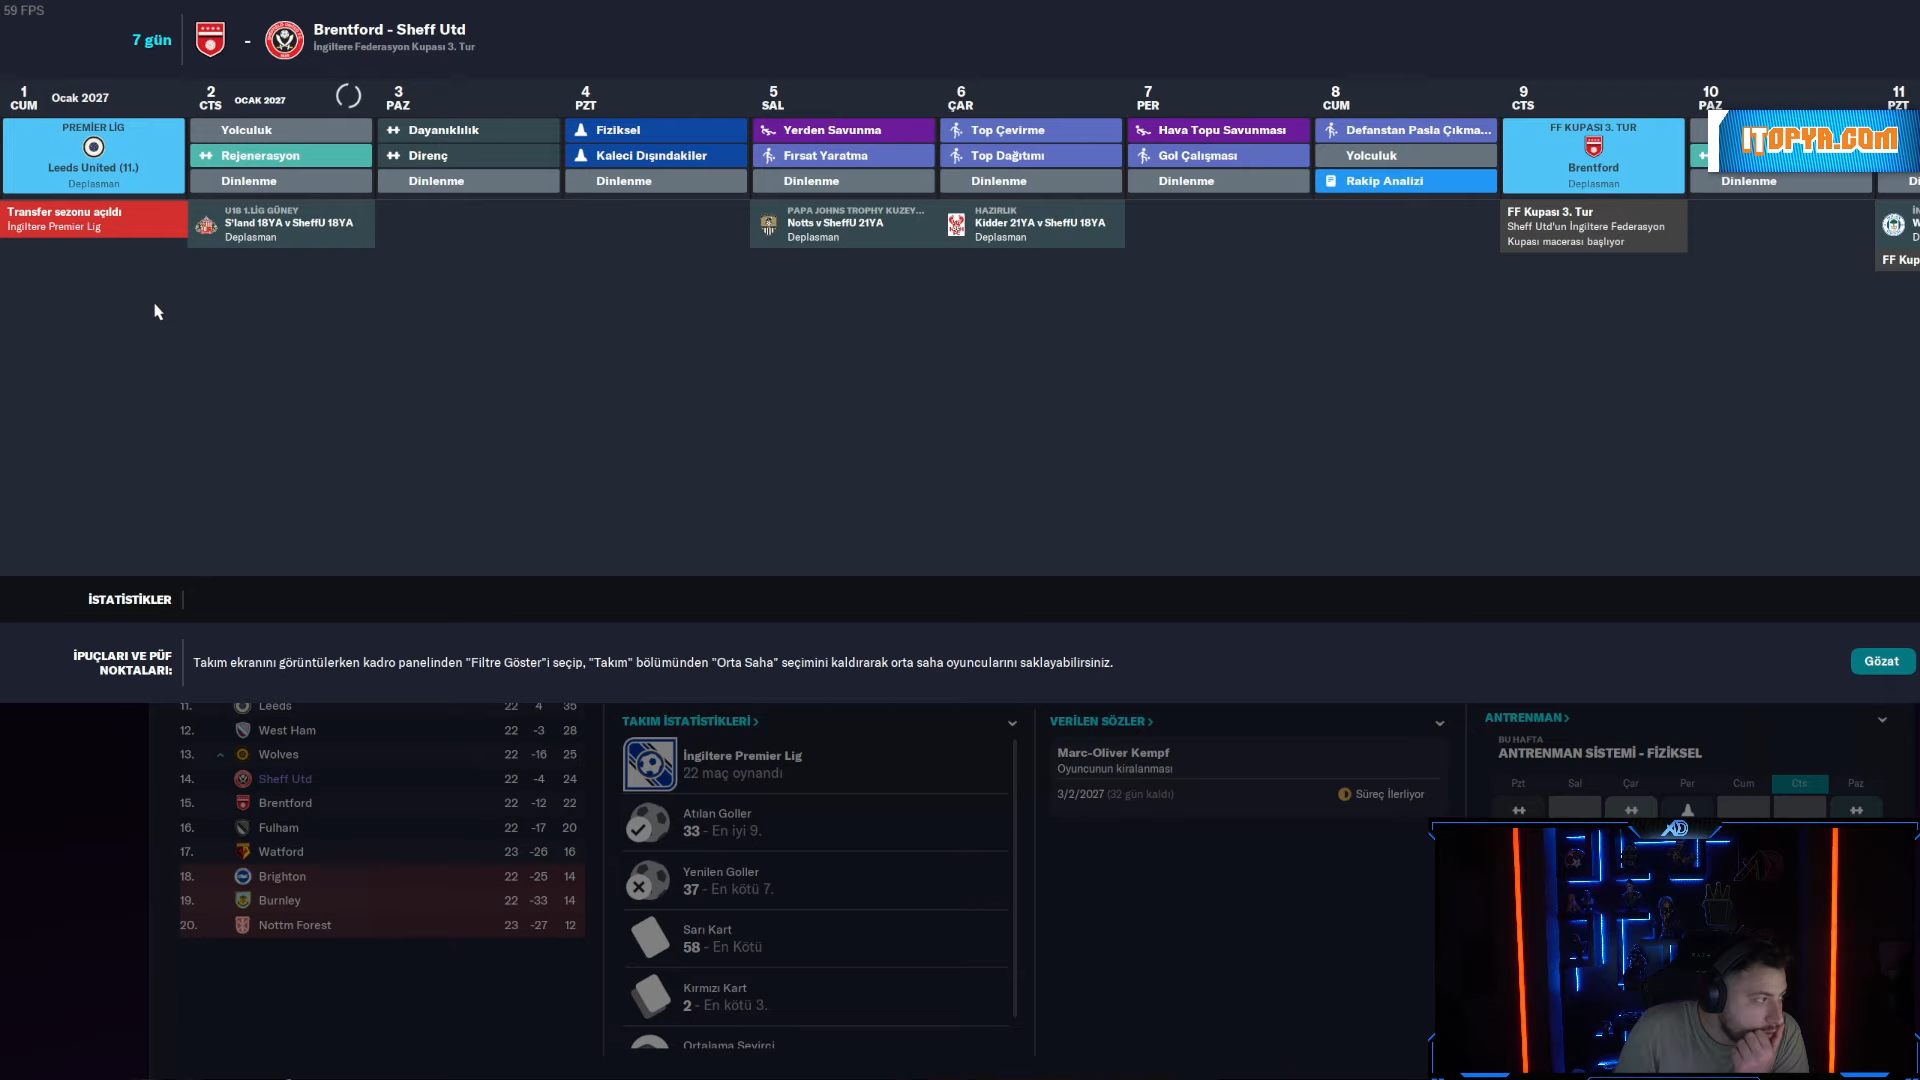 59 FPS
7 gün
-
Brentford - Sheff Utd
İngiltere Federasyon Kupası 3. Tur
1 CUM Ocak 2027
2 CTS OCAK 2027
3 PAZ
4 PZT
5 SAL
6 ÇAR
7 PER
8 CUM
9 CTS
10 PAZ
11 PZT
PREMİER LİG
Leeds United (11.)
Deplasman
Yolculuk
Rejenerasyon
Dinlenme
Dayanıklılık
Direnç
Dinlenme
Fiziksel
Kaleci Dışındakiler
Dinlenme
Yerden Savunma
Fırsat Yaratma
Dinlenme
Top Çevirme
Top Dağıtımı
Dinlenme
Hava Topu Savunması
Gol Çalışması
Dinlenme
Defanstan Pasla Çıkma...
Yolculuk
Rakip Analizi
FF KUPASI 3. TUR
Brentford
Deplasman
Dinlenme
ITOPYA.COM
Transfer sezonu açıldı
İngiltere Premier Lig
U18 1.LİG GÜNEY
S'land 18YA v SheffU 18YA
Deplasman
PAPA JOHNS TROPHY KUZEY...
Notts v SheffU 21YA
Deplasman
HAZIRLIK
Kidder 21YA v SheffU 18YA
Deplasman
FF Kupası 3. Tur
Sheff Utd'un İngiltere Federasyon
Kupası macerası başlıyor
FF Kup
İSTATİSTİKLER
İPUÇLARI VE PÜF
NOKTALARI:
Takım ekranını görüntülerken kadro panelinden "Filtre Göster"i seçip, "Takım" bölümünden "Orta Saha" seçimini kaldırarak orta saha oyuncularını saklayabilirsiniz.
Gözat
11. Leeds 22 4 35
12. West Ham 22 -3 28
13. Wolves 22 -16 25
14. Sheff Utd 22 -4 24
15. Brentford 22 -12 22
16. Fulham 22 -17 20
17. Watford 23 -26 16
18. Brighton 22 -25 14
19. Burnley 22 -33 14
20. Nottm Forest 23 -27 12
TAKIM İSTATİSTİKLERİ >
İngiltere Premier Lig
22 maç oynandı
Atılan Goller
33 - En iyi 9.
Yenilen Goller
37 - En kötü 7.
Sarı Kart
58 - En Kötü
Kırmızı Kart
2 - En kötü 3.
Ortalama Seyirci
VERİLEN SÖZLER >
Marc-Oliver Kempf
Oyuncunun kiralanması
3/2/2027 (32 gün kaldı)
Süreç İlerliyor
ANTRENMAN >
BU HAFTA
ANTRENMAN SİSTEMİ - FİZİKSEL
Pzt Sal Çar Per Cum Cts Paz